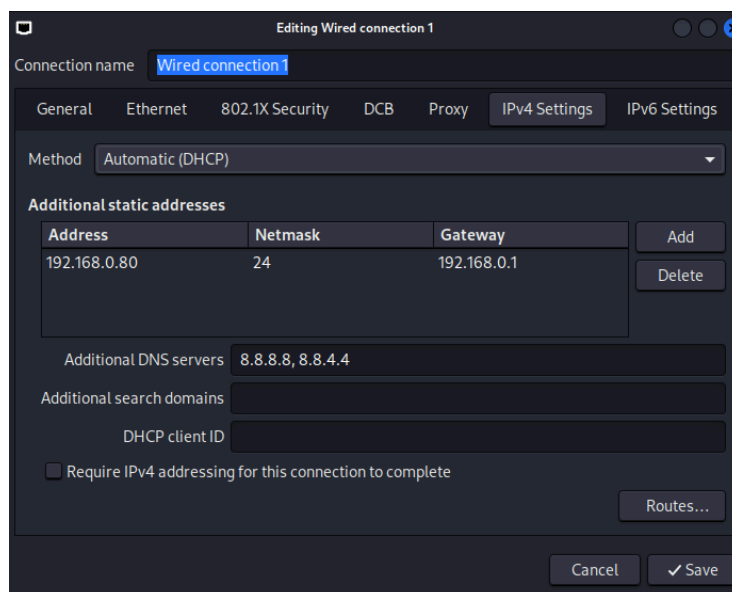 Editing Wired connection 1
Connection name Wired connection 1
General Ethernet 802.1X Security DCB Proxy IPv4 Settings IPv6 Settings
Method Automatic (DHCP)
Additional static addresses
Address Netmask Gateway Add
192.168.0.80 24 192.168.0.1
Delete
Additional DNS servers 8.8.8.8, 8.8.4.4
Additional search domains
DHCP client ID
Require IPv4 addressing for this connection to complete
Routes...
Cancel Save